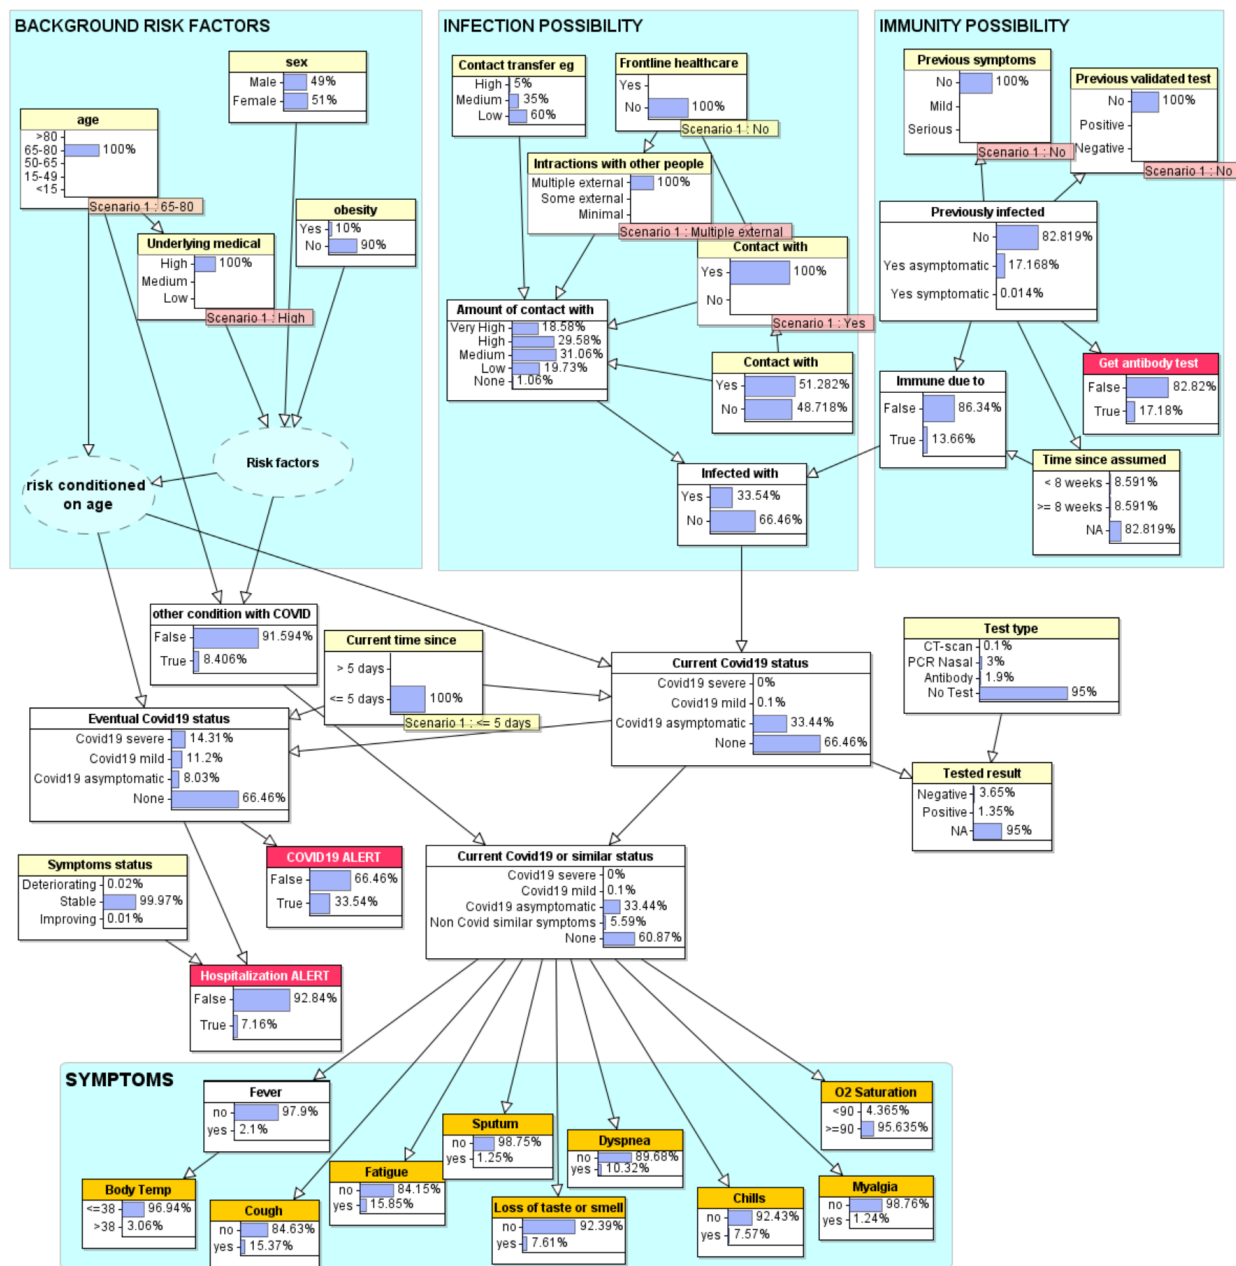 BACKGROUND RISK FACTORS
sex
Male 49%
Female 51%
age
>80
65-80 100%
50-65
15-49
<15
Scenario 1 : 65-80
obesity
Yes 10%
No 90%
Underlying medical
High 100%
Medium
Low
Scenario 1 : High
Risk factors
risk conditioned
on age
INFECTION POSSIBILITY
Contact transfer eg
High 5%
Medium 35%
Low 60%
Frontline healthcare
Yes
No 100%
Scenario 1 : No
Intractions with other people
Multiple external 100%
Some external
Minimal
Scenario 1 : Multiple external
Contact with
Yes 100%
No
Scenario 1 : Yes
Amount of contact with
Very High 18.58%
High 29.58%
Medium 31.06%
Low 19.73%
None 1.06%
Contact with
Yes 51.282%
No 48.718%
Infected with
Yes 33.54%
No 66.46%
IMMUNITY POSSIBILITY
Previous symptoms
No 100%
Mild
Serious
Scenario 1 : No
Previous validated test
No 100%
Positive
Negative
Scenario 1 : No
Previously infected
No 82.819%
Yes asymptomatic 17.168%
Yes symptomatic 0.014%
Get antibody test
False 82.82%
True 17.18%
Immune due to
False 86.34%
True 13.66%
Time since assumed
< 8 weeks 8.591%
>= 8 weeks 8.591%
NA 82.819%
other condition with COVID
False 91.594%
True 8.406%
Current time since
> 5 days
<= 5 days 100%
Scenario 1 : <= 5 days
Current Covid19 status
Covid19 severe 0%
Covid19 mild 0.1%
Covid19 asymptomatic 33.44%
None 66.46%
Test type
CT-scan 0.1%
PCR Nasal 3%
Antibody 1.9%
No Test 95%
Eventual Covid19 status
Covid19 severe 14.31%
Covid19 mild 11.2%
Covid19 asymptomatic 8.03%
None 66.46%
Tested result
Negative 3.65%
Positive 1.35%
NA 95%
Symptoms status
Deteriorating 0.02%
Stable 99.97%
Improving 0.01%
COVID19 ALERT
False 66.46%
True 33.54%
Current Covid19 or similar status
Covid19 severe 0%
Covid19 mild 0.1%
Covid19 asymptomatic 33.44%
Non Covid similar symptoms 5.59%
None 60.87%
Hospitalization ALERT
False 92.84%
True 7.16%
SYMPTOMS
Fever
no 97.9%
yes 2.1%
O2 Saturation
<90 4.365%
>=90 95.635%
Sputum
no 98.75%
yes 1.25%
Dyspnea
no 89.68%
yes 10.32%
Fatigue
no 84.15%
yes 15.85%
Body Temp
<=38 96.94%
>38 3.06%
Myalgia
no 98.76%
yes 1.24%
Chills
no 92.43%
yes 7.57%
Loss of taste or smell
no 92.39%
yes 7.61%
Cough
no 84.63%
yes 15.37%